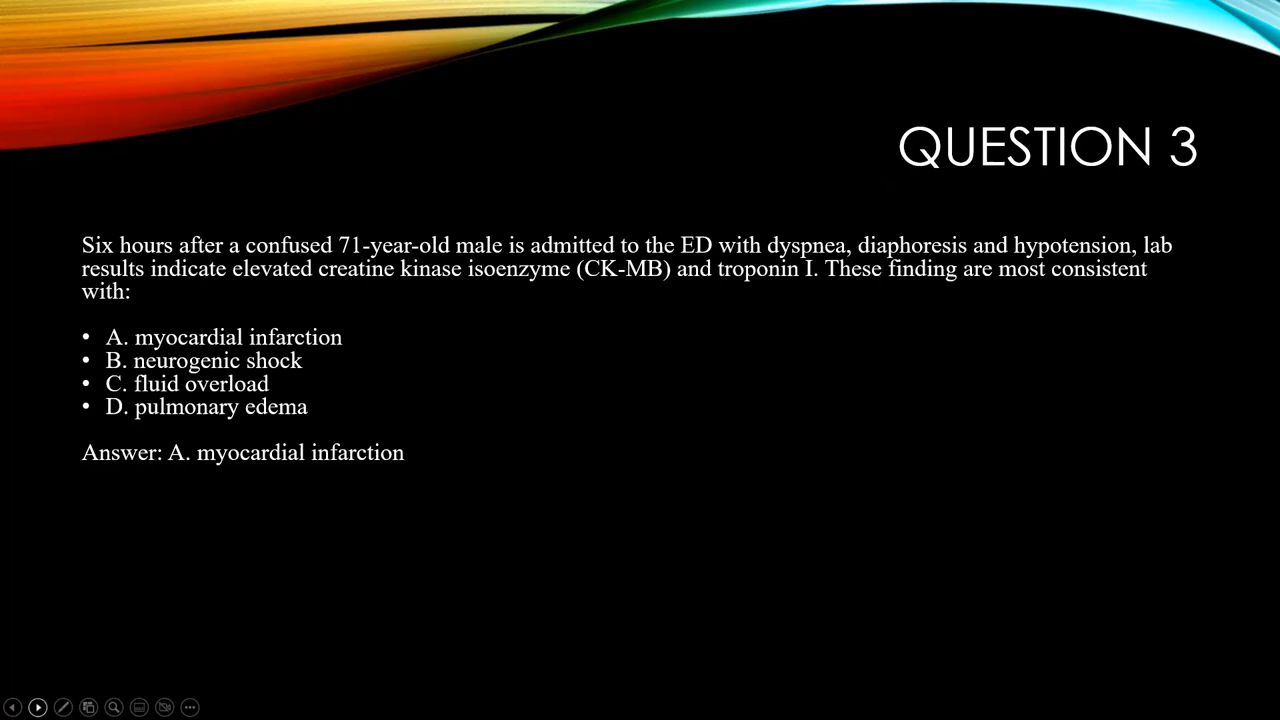 QUESTION 3
Six hours after a confused 71-year-old male is admitted to the ED with dyspnea, diaphoresis and hypotension, lab
results indicate elevated creatine kinase isoenzyme (CK-MB) and troponin I. These finding are most consistent
with:
• A. myocardial infarction
• B. neurogenic shock
• C. fluid overload
• D. pulmonary edema
Answer: A. myocardial infarction